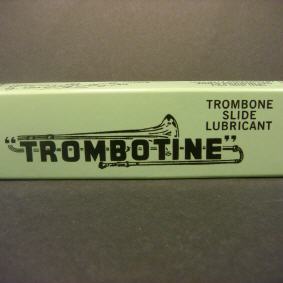 TROMBONE
SLIDE
LUBRICANT
"TROMBOTINE"